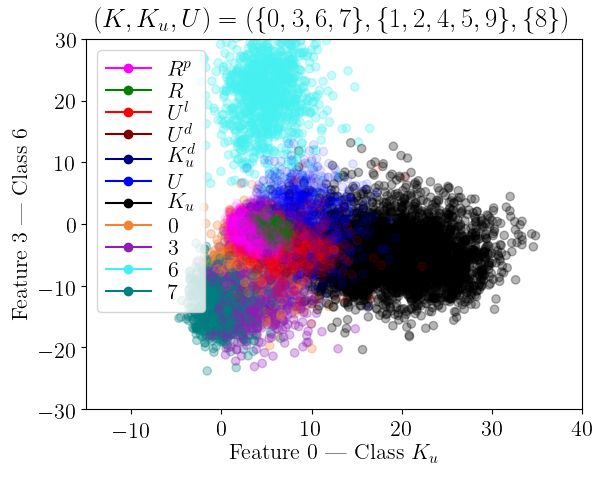 (K, K_u, U) = ({0, 3, 6, 7}, {1, 2, 4, 5, 9}, {8})
30
20
10
0
−10
−20
−30
Feature 3 — Class 6
R^p
R
U^l
U^d
K_u^d
U
K_u
0
3
6
7
−10 0 10 20 30 40
Feature 0 — Class K_u